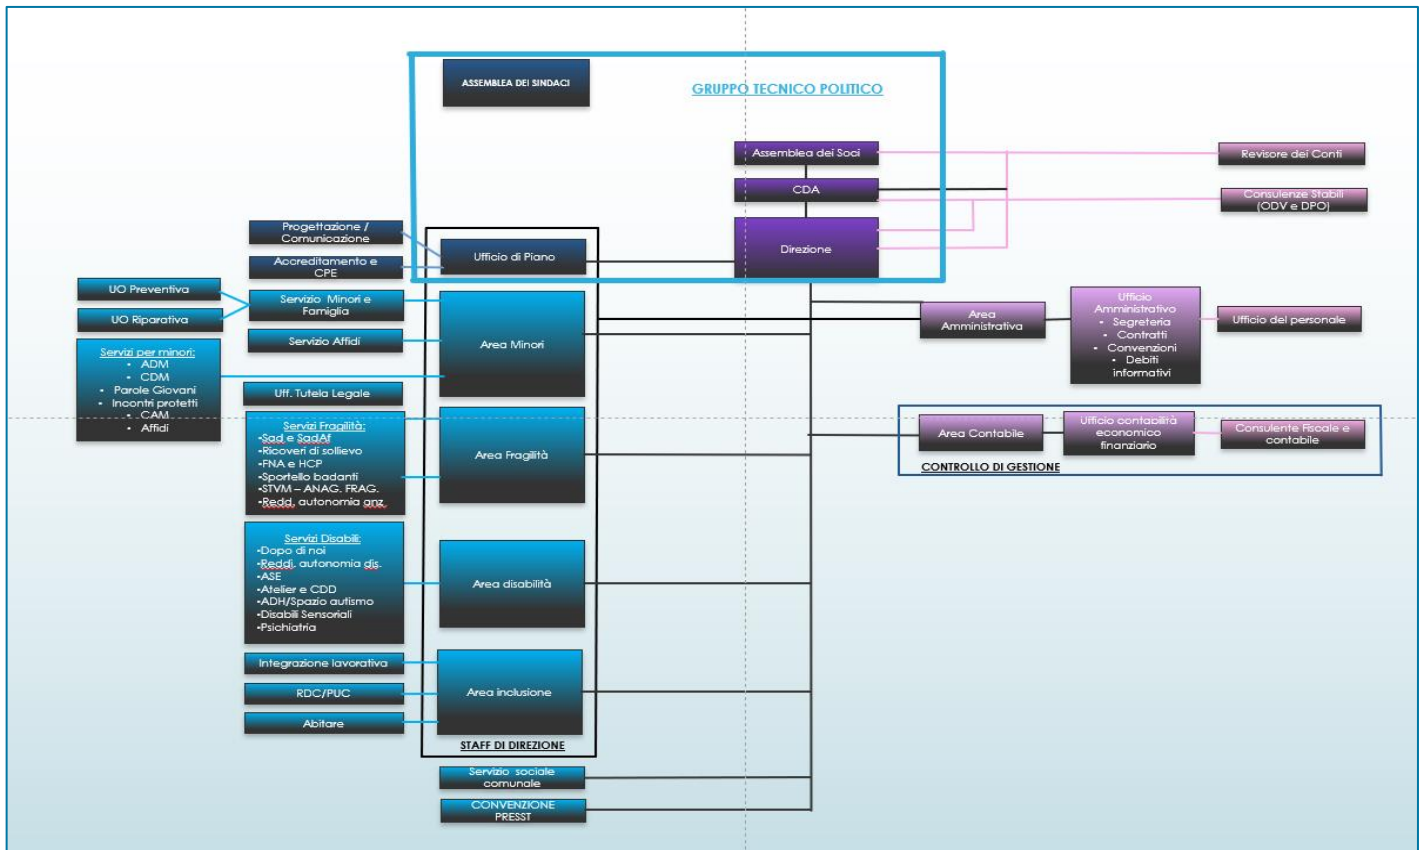 ASSEMBLEA DEI SINDACI
GRUPPO TECNICO POLITICO
Assemblea dei Soci
Revisore dei Conti
CDA
Consulenze Stabili
(ODV e DPO)
Progettazione /
Comunicazione
Ufficio di Piano
Direzione
Accreditamento e
CPE
UO Preventiva
UO Riparativa
Servizio Minori e
Famiglia
Servizio Affidi
Area Minori
Area
Amministrativa
Ufficio
Amministrativo
• Segreteria
• Contratti
• Convenzioni
• Debiti
informativi
Ufficio del personale
Servizi per minori:
• ADM
• CDM
• Parole Giovani
• Incontri protetti
• CAM
• Affidi
Uff. Tutela Legale
Servizi Fragilità:
•Sad e SadAf
•Ricoveri di sollievo
•FNA e HCP
•Sportello badanti
•STVM – ANAG. FRAG.
•Redd. autonomia anz.
Area Fragilità
Area Contabile
Ufficio contabilità
economico
finanziario
Consulente Fiscale e
contabile
CONTROLLO DI GESTIONE
Servizi Disabili:
•Dopo di noi
•Reddi. autonomia dis.
•ASE
•Atelier e CDD
•ADH/Spazio autismo
•Disabili Sensoriali
•Psichiatria
Area disabilità
Integrazione lavorativa
RDC/PUC
Abitare
Area inclusione
STAFF DI DIREZIONE
Servizio sociale
comunale
CONVENZIONE
PRESST